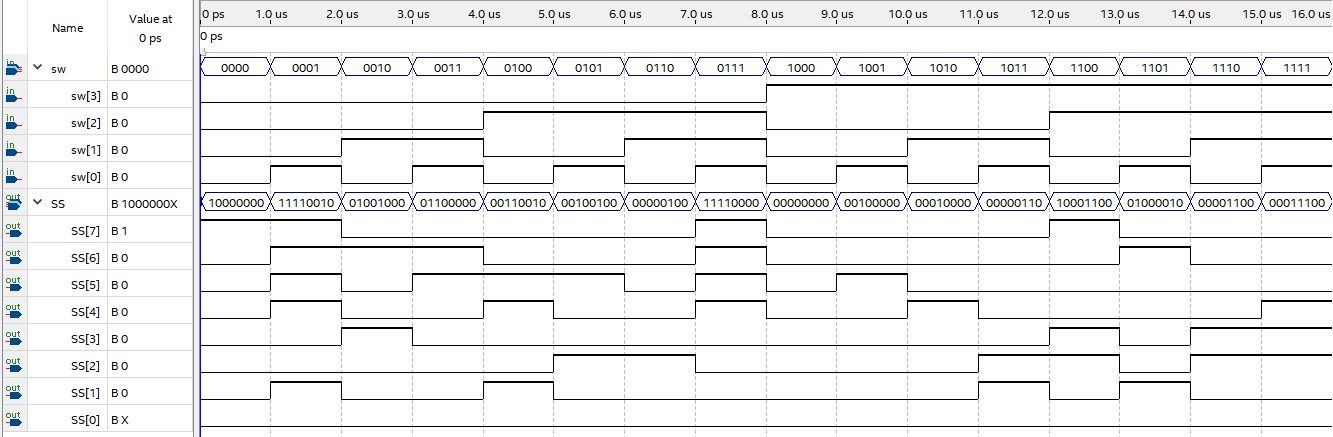 Name Value at 0 ps
0 ps 1.0 us 2.0 us 3.0 us 4.0 us 5.0 us 6.0 us 7.0 us 8.0 us 9.0 us 10.0 us 11.0 us 12.0 us 13.0 us 14.0 us 15.0 us 16.0 us
0 ps
in sw B 0000 0000 0001 0010 0011 0100 0101 0110 0111 1000 1001 1010 1011 1100 1101 1110 1111
in sw[3] B 0
in sw[2] B 0
in sw[1] B 0
in sw[0] B 0
out SS B 1000000X 10000000 11110010 01001000 01100000 00110010 00100100 00000100 11110000 00000000 00100000 00010000 00000110 10001100 01000010 00001100 00011100
out SS[7] B 1
out SS[6] B 0
out SS[5] B 0
out SS[4] B 0
out SS[3] B 0
out SS[2] B 0
out SS[1] B 0
out SS[0] B X